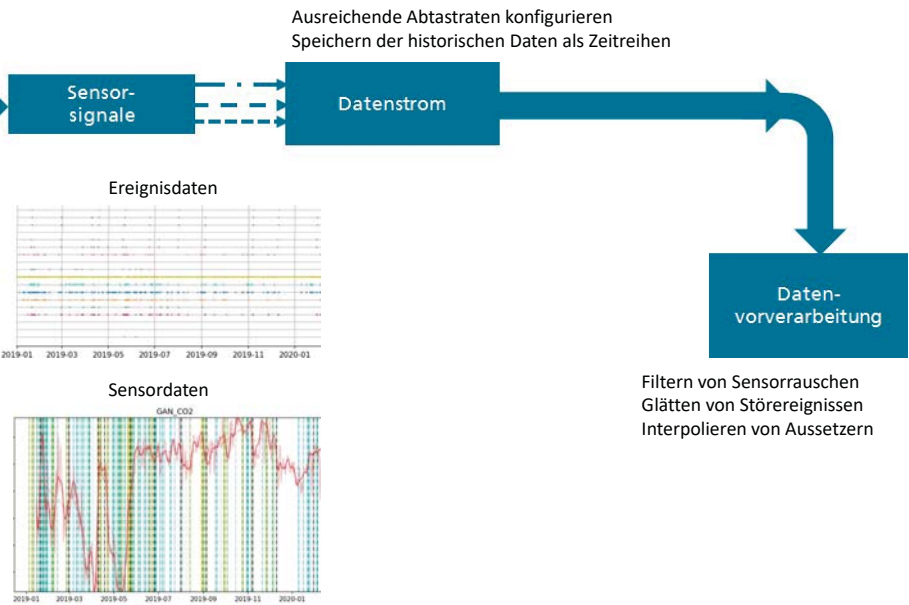 Ausreichende Abtastraten konfigurieren
Speichern der historischen Daten als Zeitreihen
Sensor-
signale
Datenstrom
Ereignisdaten
2019-01 2019-03 2019-05 2019-07 2019-09 2019-11 2020-01
Daten-
vorverarbeitung
Sensordaten
GAN_CO2
2019-01 2019-03 2019-05 2019-07 2019-09 2019-11 2020-01
Filtern von Sensorrauschen
Glätten von Störereignissen
Interpolieren von Aussetzern